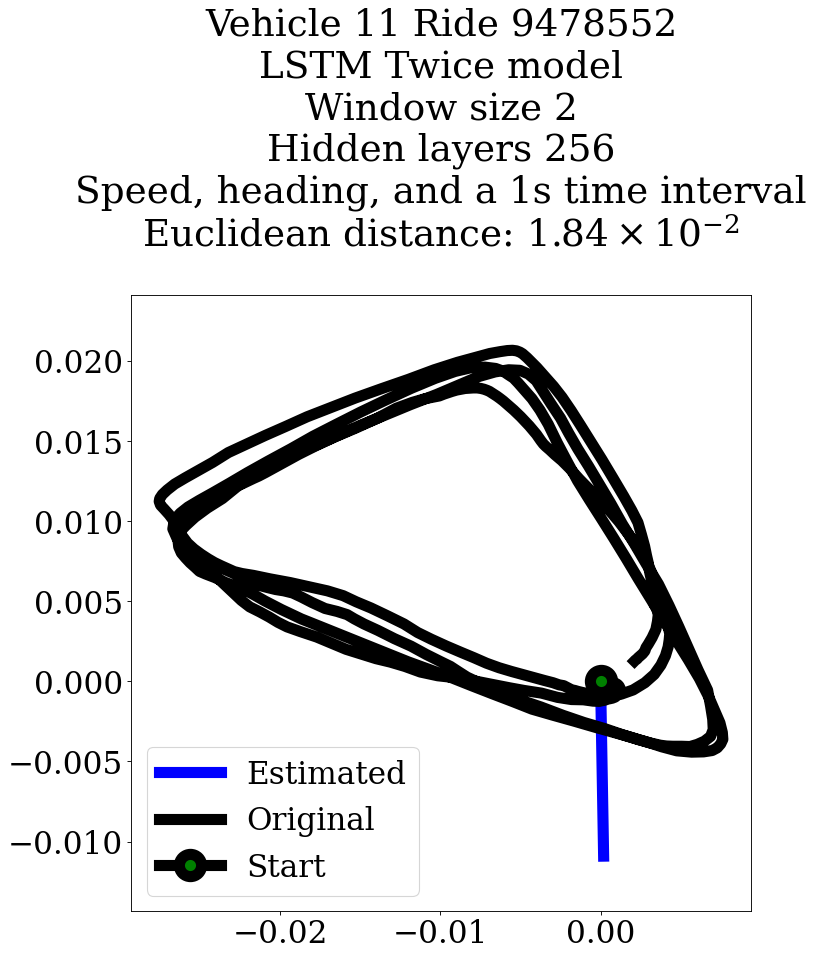 Vehicle 11 Ride 9478552
LSTM Twice model
Window size 2
Hidden layers 256
Speed, heading, and a 1s time interval
Euclidean distance: 1.84 × 10⁻²
0.020
0.015
0.010
0.005
0.000
−0.005
−0.010
Estimated
Original
Start
−0.02
−0.01
0.00